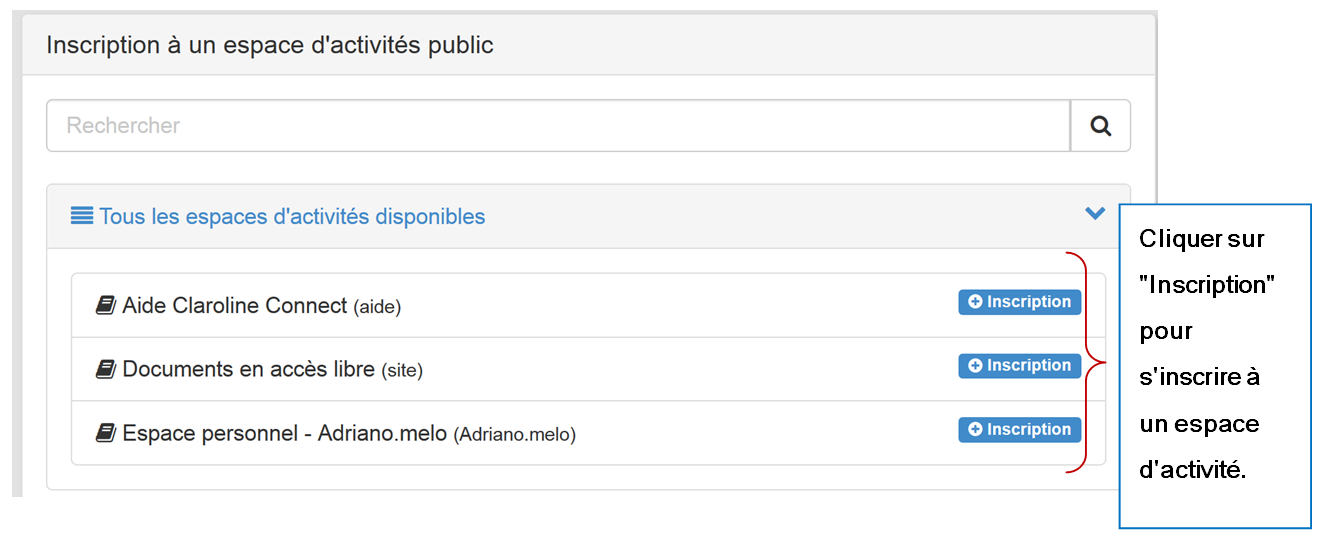 Inscription à un espace d'activités public
Rechercher
Tous les espaces d'activités disponibles
Aide Claroline Connect (aide)
Inscription
Documents en accès libre (site)
Inscription
Espace personnel - Adriano.melo (Adriano.melo)
Inscription
Cliquer sur
"Inscription"
pour
s'inscrire à
un espace
d'activité.